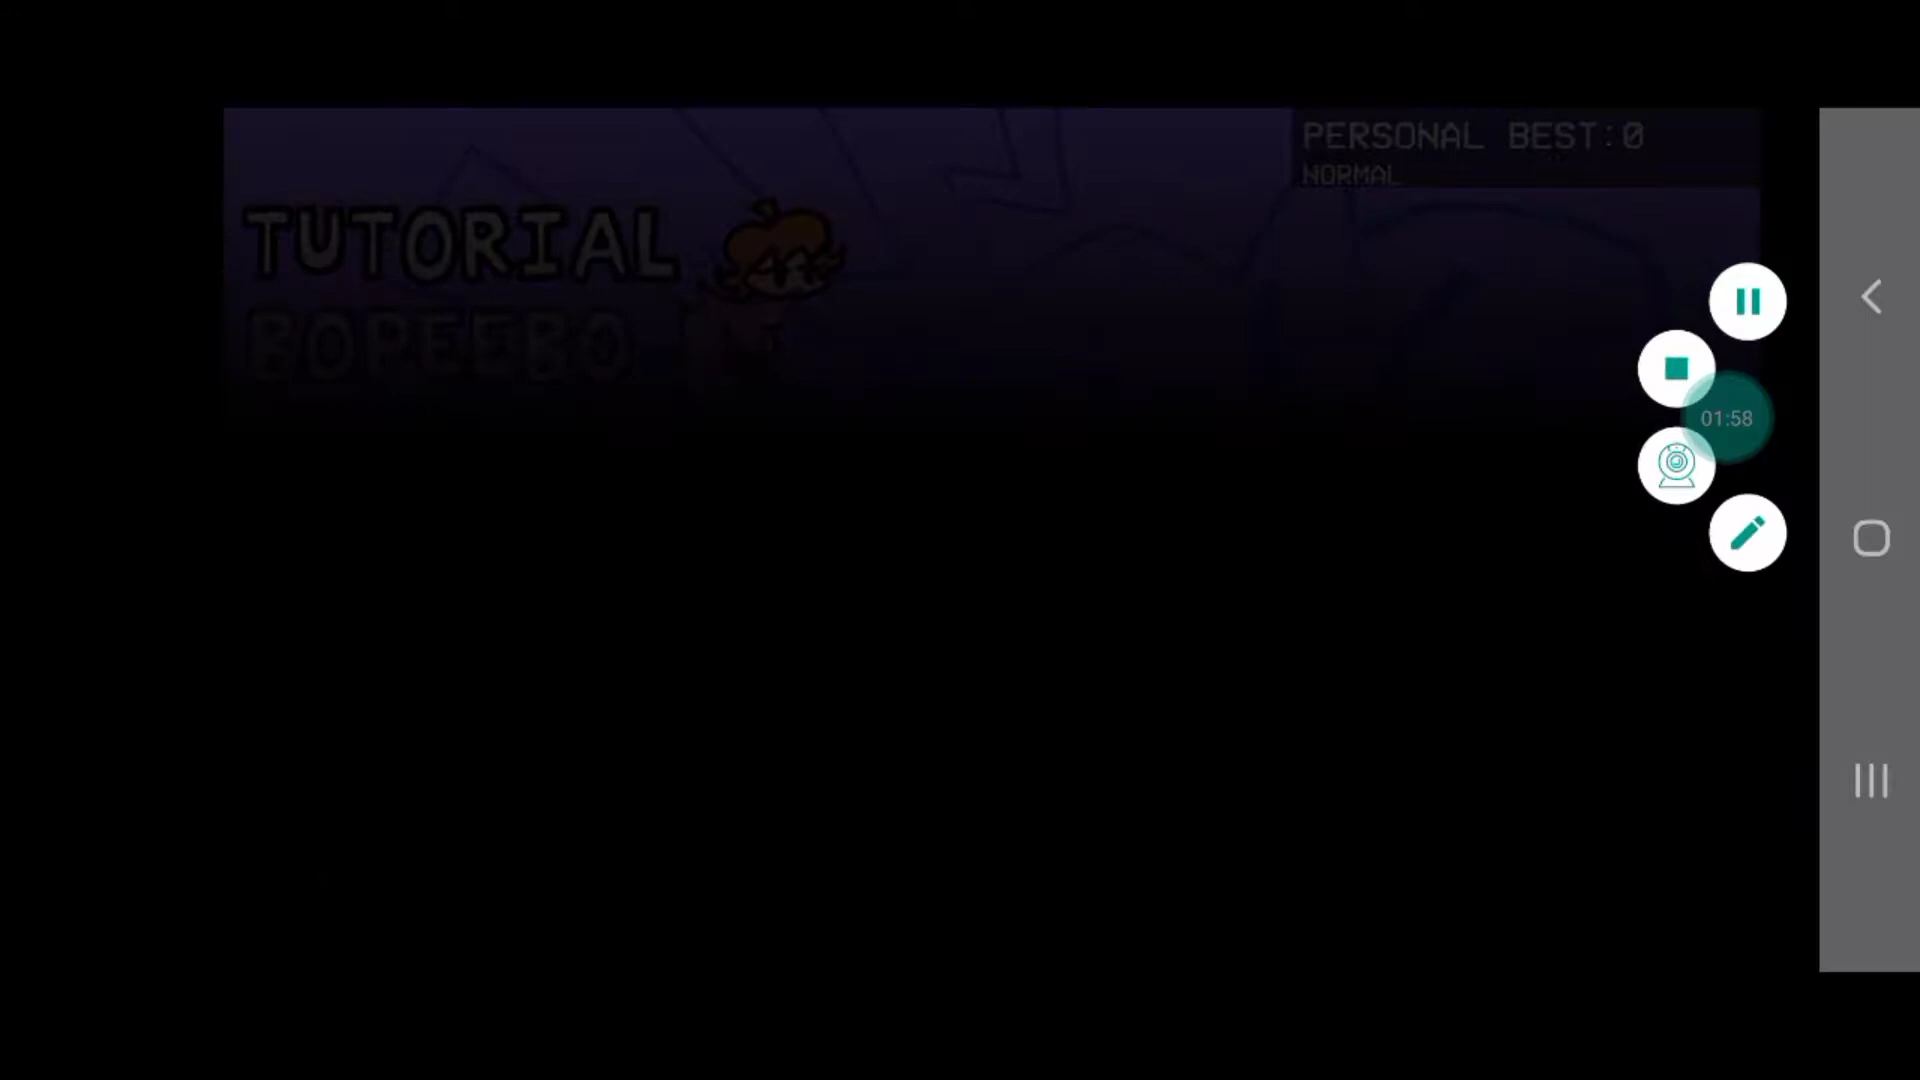 PERSONAL BEST:0
NORMAL
TUTORIAL
BOPEEBO
01:58